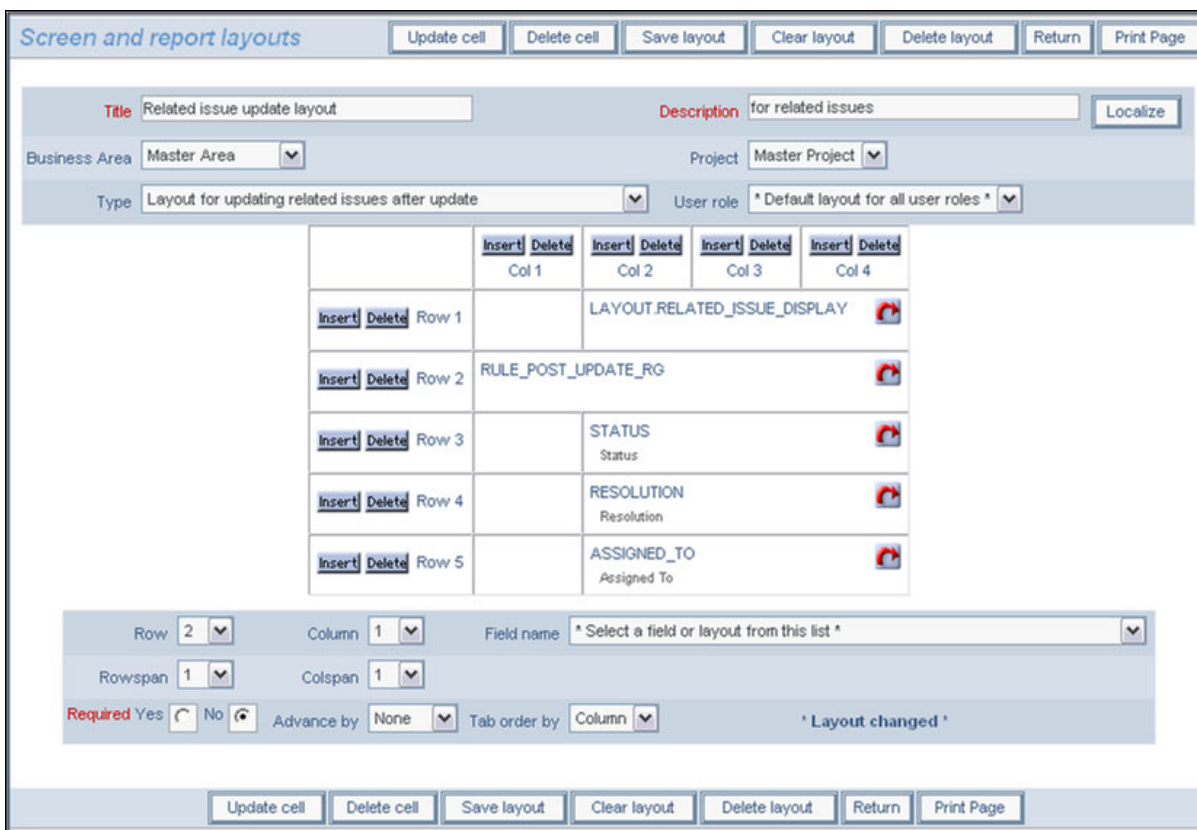 Screen and report layouts Update cell Delete cell Save layout Clear layout Delete layout Return Print Page
Title Related issue update layout Description for related issues Localize
Business Area Master Area Project Master Project
Type Layout for updating related issues after update User role * Default layout for all user roles *
Insert Delete Insert Delete Insert Delete Insert Delete
Col 1 Col 2 Col 3 Col 4
Insert Delete Row 1 LAYOUT.RELATED_ISSUE_DISPLAY
Insert Delete Row 2 RULE_POST_UPDATE_RG
Insert Delete Row 3 STATUS
Status
Insert Delete Row 4 RESOLUTION
Resolution
Insert Delete Row 5 ASSIGNED_TO
Assigned To
Row 2 Column 1 Field name * Select a field or layout from this list *
Rowspan 1 Colspan 1
Required Yes No Advance by None Tab order by Column * Layout changed *
Update cell Delete cell Save layout Clear layout Delete layout Return Print Page